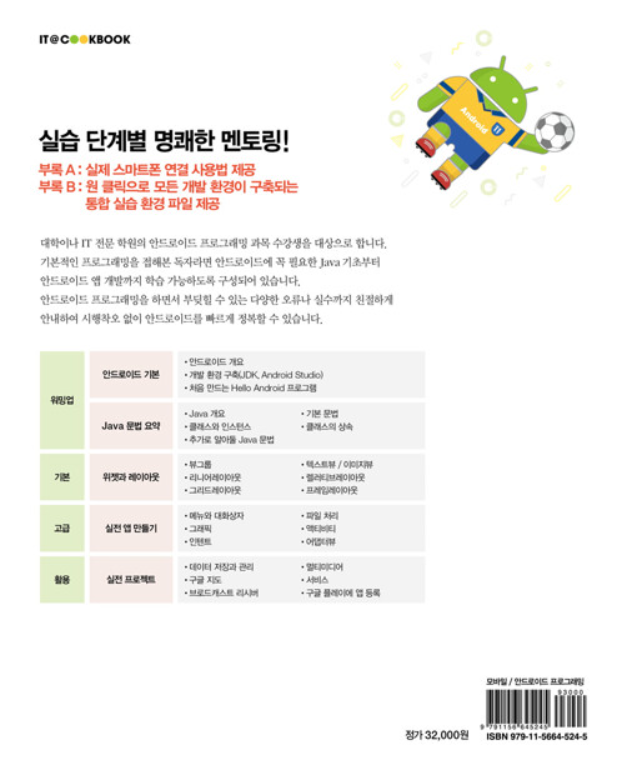 IT@COOKBOOK
Android
실습 단계별 명쾌한 멘토링!
부록 A : 실제 스마트폰 연결 사용법 제공
부록 B : 원 클릭으로 모든 개발 환경이 구축되는
통합 실습 환경 파일 제공
대학이나 IT 전문 학원의 안드로이드 프로그래밍 과목 수강생을 대상으로 합니다.
기본적인 프로그래밍을 접해본 독자라면 안드로이드에 꼭 필요한 Java 기초부터
안드로이드 앱 개발까지 학습 가능하도록 구성되어 있습니다.
안드로이드 프로그래밍을 하면서 부딪힐 수 있는 다양한 오류나 실수까지 친절하게
안내하여 시행착오 없이 안드로이드를 빠르게 정복할 수 있습니다.
워밍업
안드로이드 기본
• 안드로이드 개요
• 개발 환경 구축(JDK, Android Studio)
• 처음 만드는 Hello Android 프로그램
Java 문법 요약
• Java 개요 • 기본 문법
• 클래스와 인스턴스 • 클래스의 상속
• 추가로 알아둘 Java 문법
기본
위젯과 레이아웃
• 뷰그룹 • 텍스트뷰 / 이미지뷰
• 리니어레이아웃 • 렐러티브레이아웃
• 그리드레이아웃 • 프레임레이아웃
고급
실전 앱 만들기
• 메뉴와 대화상자 • 파일 처리
• 그래픽 • 액티비티
• 인텐트 • 어댑터뷰
활용
실전 프로젝트
• 데이터 저장과 관리 • 멀티미디어
• 구글 지도 • 서비스
• 브로드캐스트 리시버 • 구글 플레이에 앱 등록
모바일 / 안드로이드 프로그래밍
93000
9 791156 645245
정가 32,000원
ISBN 979-11-5664-524-5